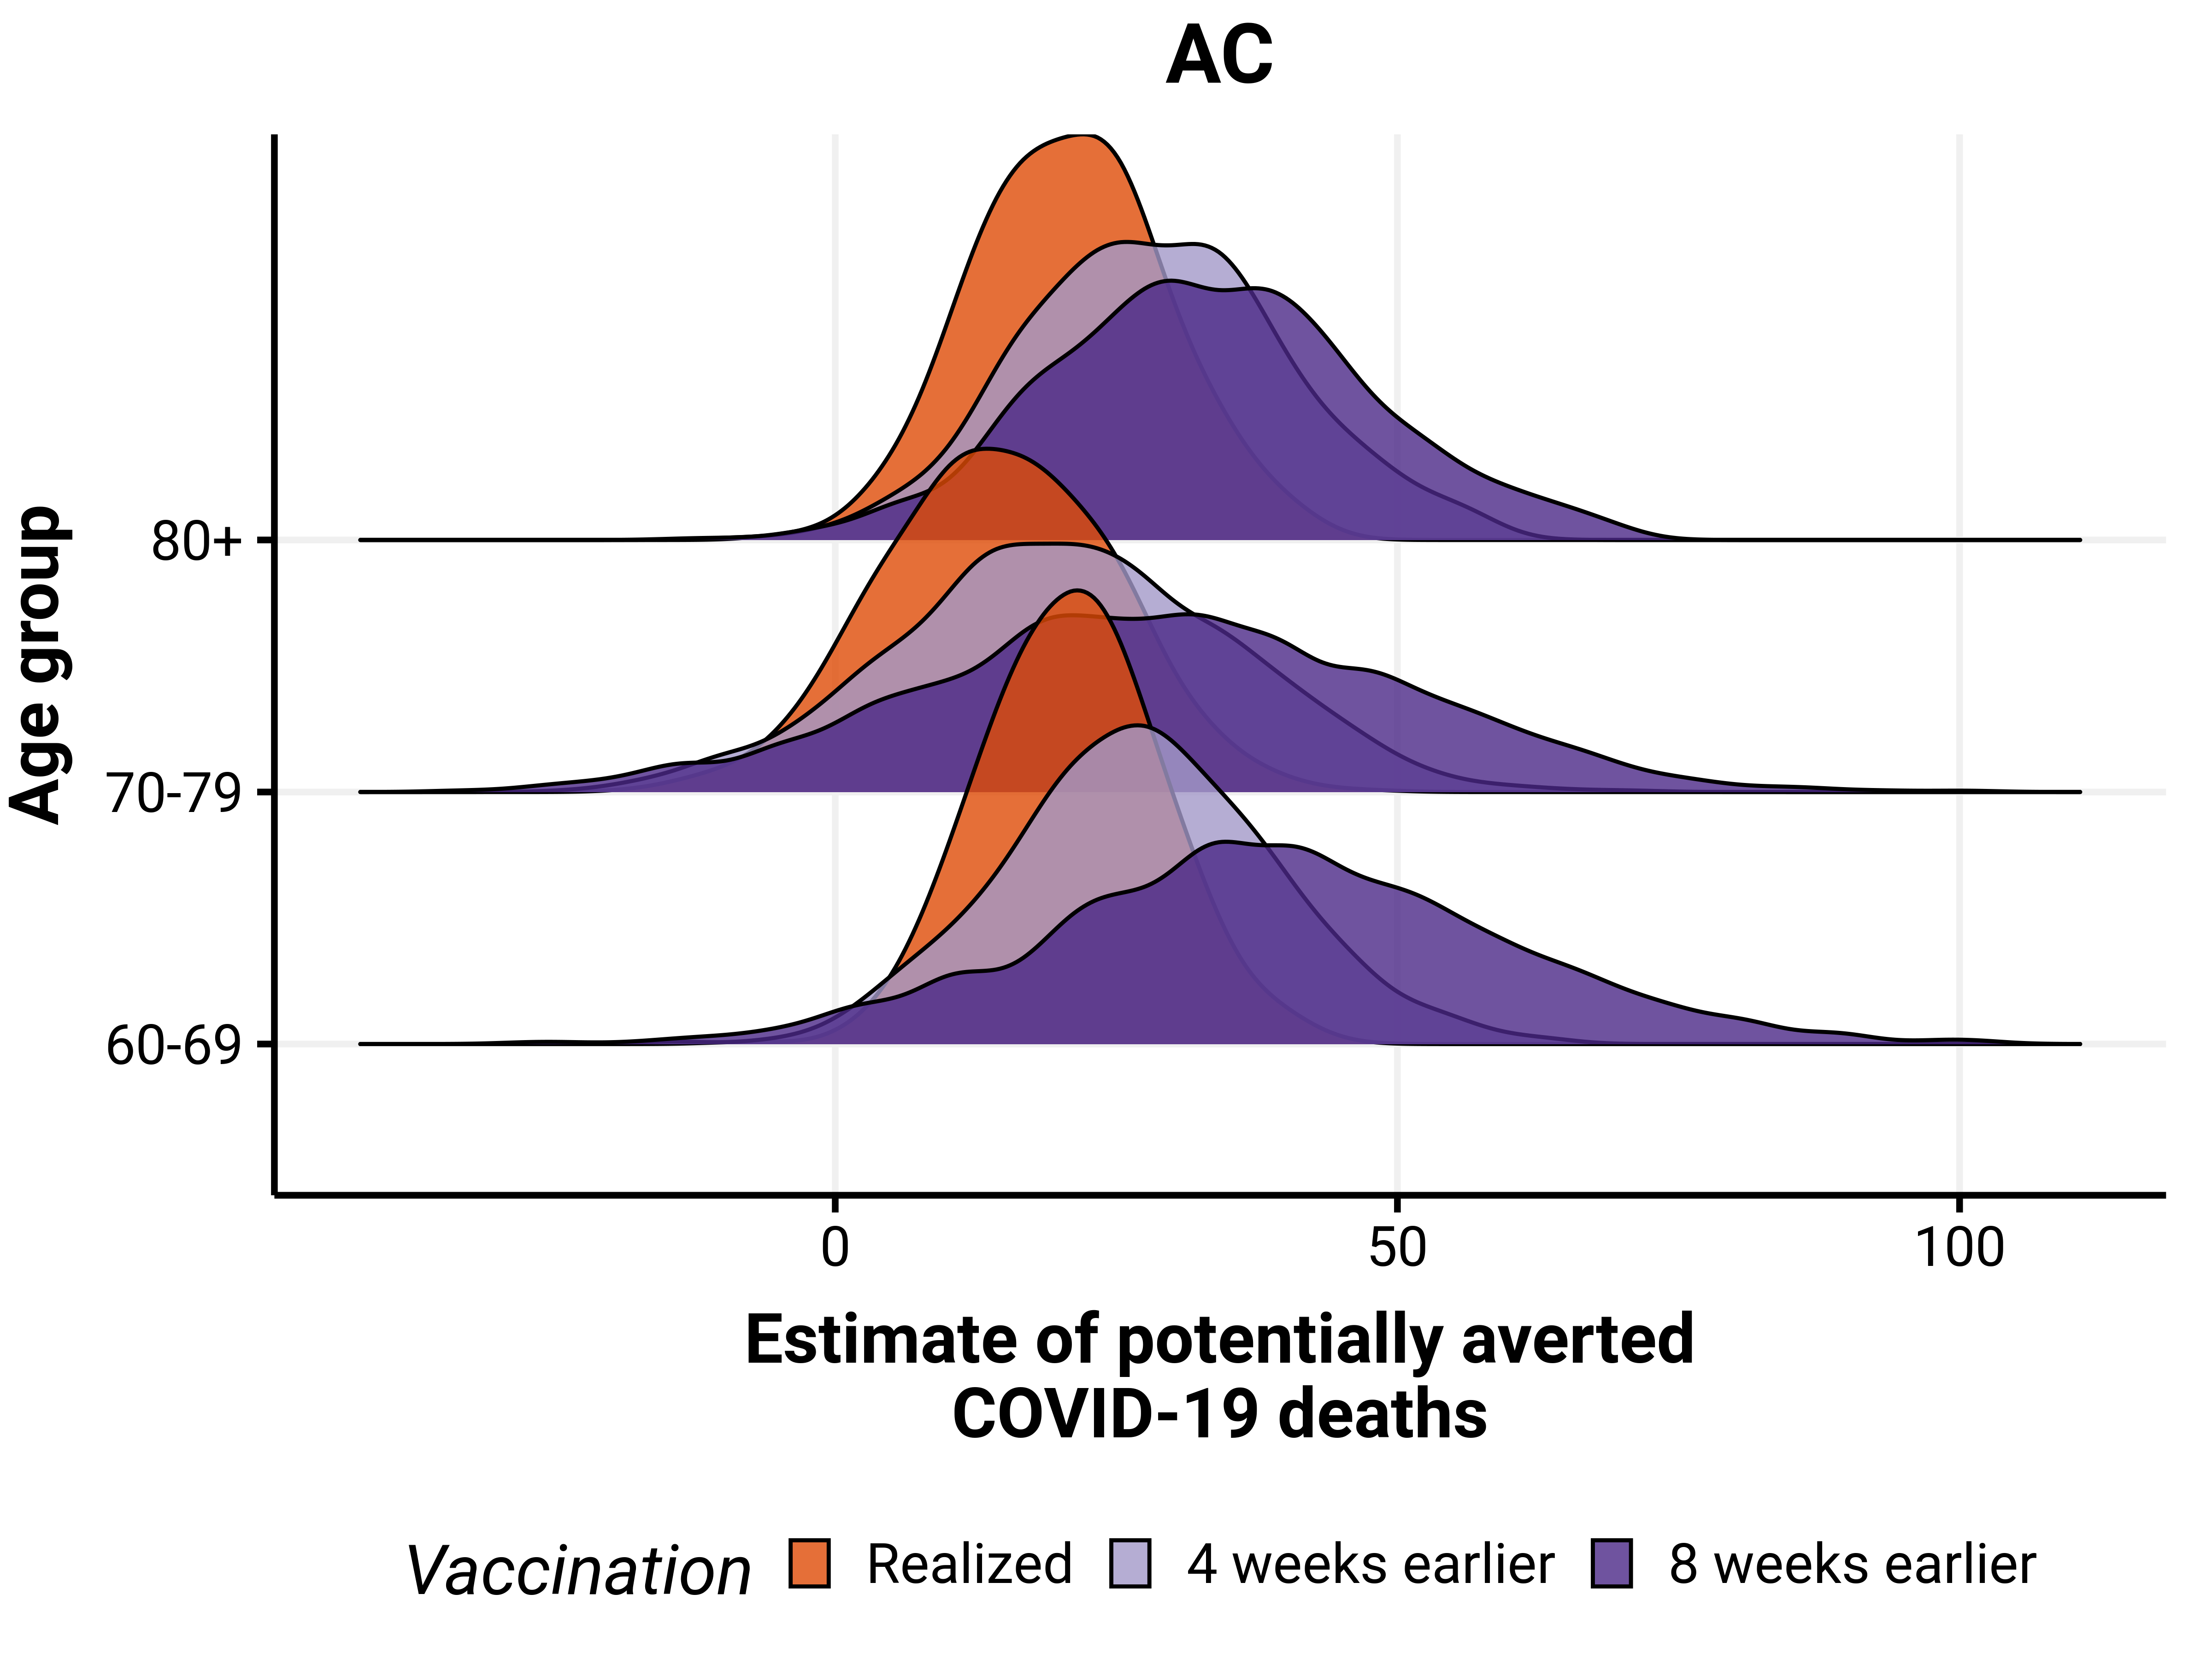 AC
Age group
80+
70-79
60-69
0 50 100
Estimate of potentially averted
COVID-19 deaths
Vaccination Realized 4 weeks earlier 8 weeks earlier